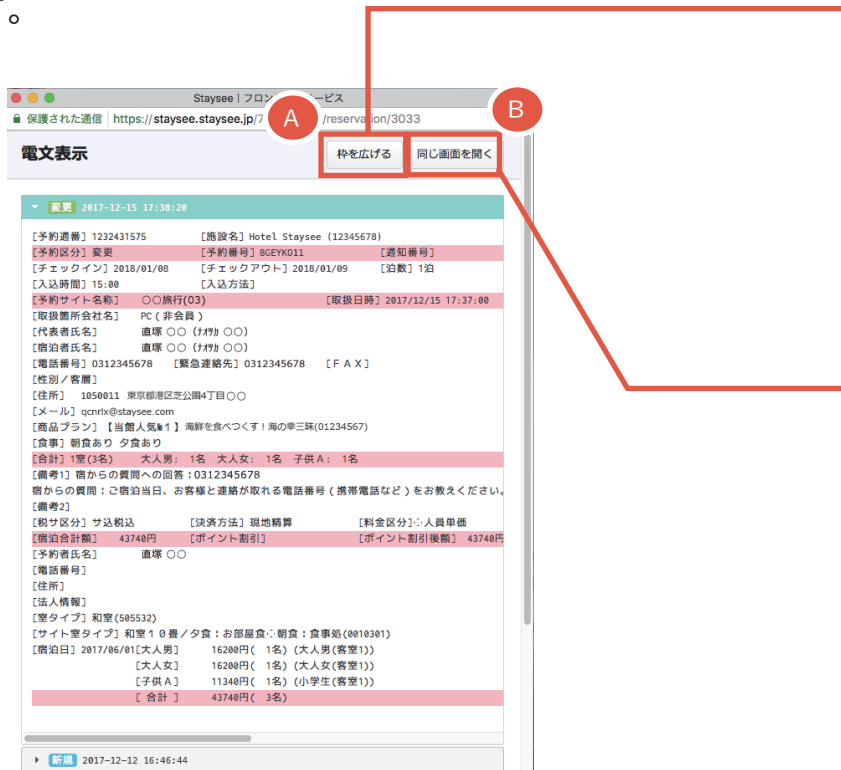 。
Staysee | フロン ービス
A
B
保護された通信 | https://staysee.staysee.jp/7 /reservation/3033
電文表示
枠を広げる
同じ画面を開く
変更 2017-12-15 17:38:20
[予約通番] 1232431575 [施設名] Hotel Staysee (12345678)
[予約区分] 変更 [予約番号] 8GEYKO11 [通知番号]
[チェックイン] 2018/01/08 [チェックアウト] 2018/01/09 [泊数] 1泊
[入込時間] 15:00 [入込方法]
[予約サイト名称] 〇〇旅行(03) [取扱日時] 2017/12/15 17:37:00
[取扱箇所会社名] PC ( 非会員 )
[代表者氏名] 直塚 〇〇 (ﾅｵﾂｶ 〇〇)
[宿泊者氏名] 直塚 〇〇 (ﾅｵﾂｶ 〇〇)
[電話番号] 0312345678 [緊急連絡先] 0312345678 [ＦＡＸ]
[性別／客層]
[住所] 1050011 東京都港区芝公園4丁目〇〇
[メール] qcnrlx@staysee.com
[商品プラン] 【当館人気№１】海鮮を食べつくす！海の幸三昧(01234567)
[食事] 朝食あり 夕食あり
[合計] 1室(3名) 大人男: 1名 大人女: 1名 子供Ａ: 1名
[備考1] 宿からの質問への回答：0312345678
宿からの質問：ご宿泊当日、お客様と連絡が取れる電話番号（携帯電話など）をお教えください。
[備考2]
[税サ区分] サ込税込 [決済方法] 現地精算 [料金区分]∴人員単価
[宿泊合計額] 43740円 [ポイント割引] [ポイント割引後額] 43740円
[予約者氏名] 直塚 〇〇
[電話番号]
[住所]
[法人情報]
[室タイプ] 和室(505532)
[サイト室タイプ] 和室１０畳／夕食：お部屋食∴朝食：食事処(0010301)
[宿泊日] 2017/06/01[大人男] 16200円( 1名) (大人男(客室1))
[大人女] 16200円( 1名) (大人女(客室1))
[子供Ａ] 11340円( 1名) (小学生(客室1))
[ 合計 ] 43740円( 3名)
新規 2017-12-12 16:46:44